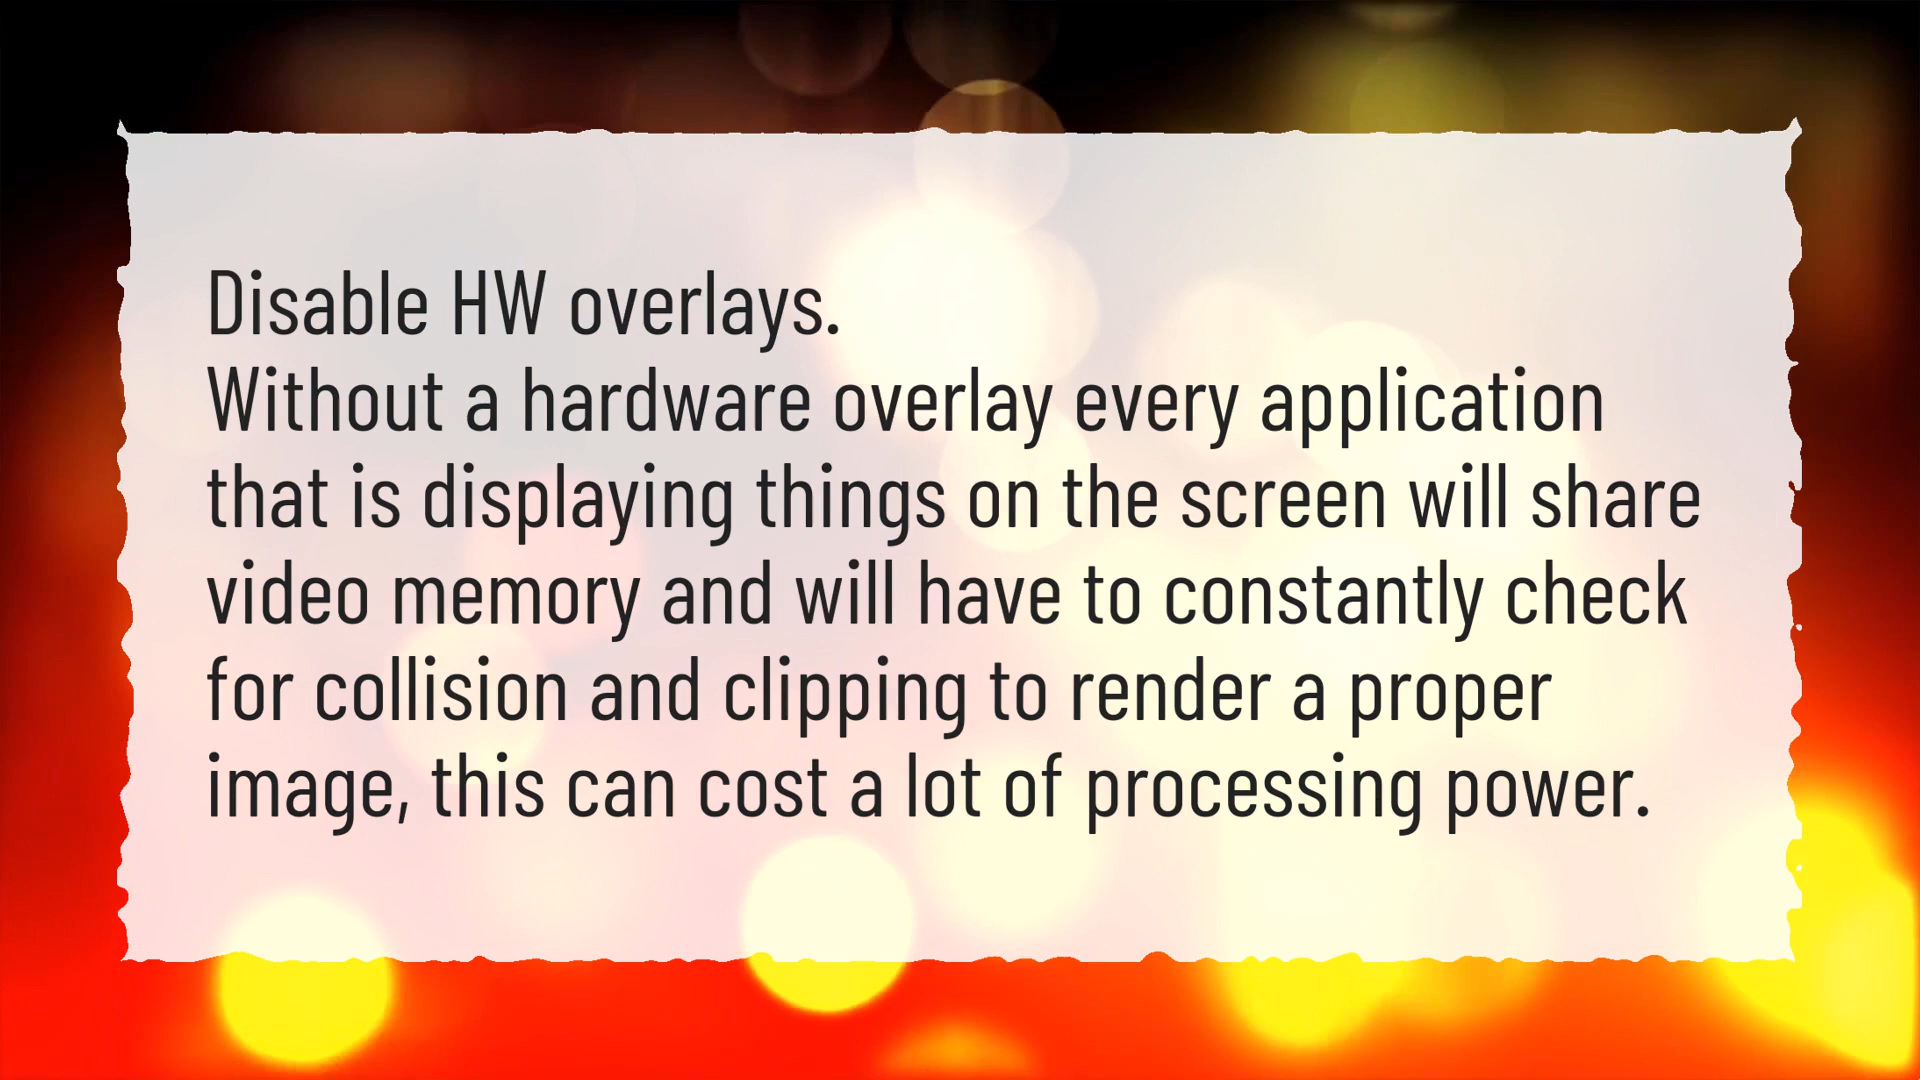 Disable HW overlays.
Without a hardware overlay every application
that is displaying things on the screen will share
video memory and will have to constantly check
for collision and clipping to render a proper
image, this can cost a lot of processing power.